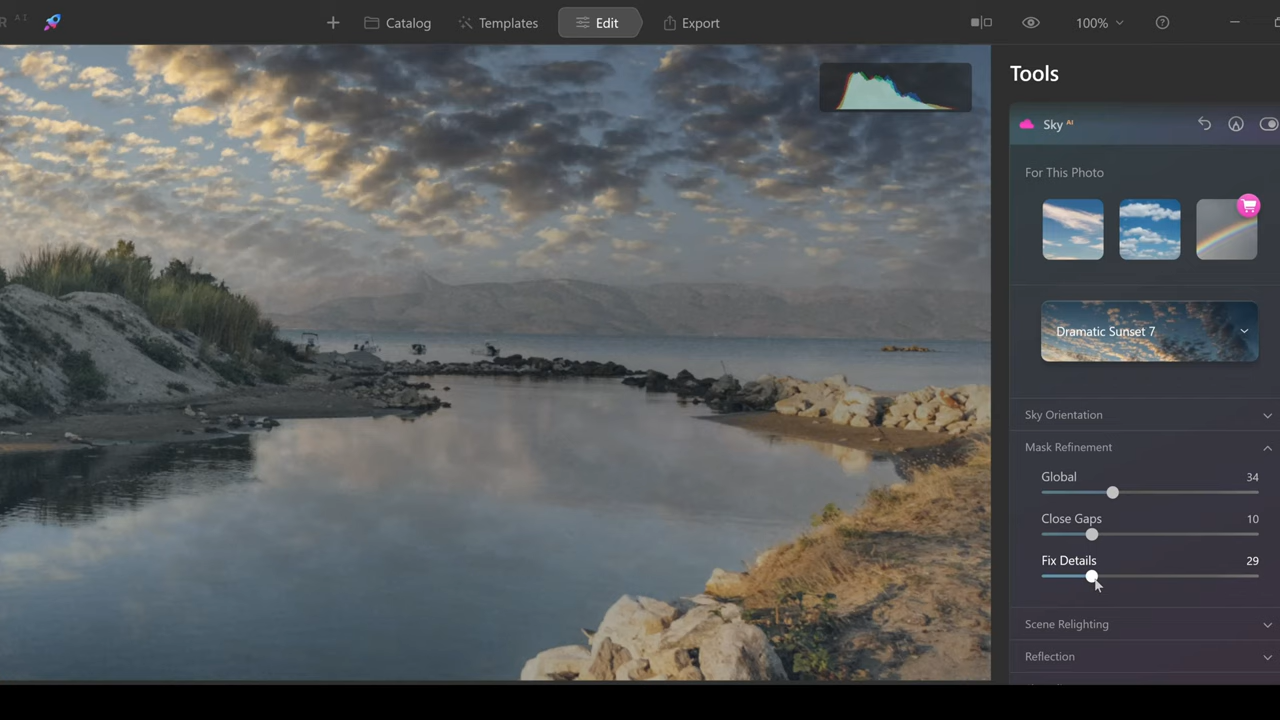 R AI
Catalog
Templates
Edit
Export
100%
Tools
Sky AI
For This Photo
Dramatic Sunset 7
Sky Orientation
Mask Refinement
Global 34
Close Gaps 10
Fix Details 29
Scene Relighting
Reflection